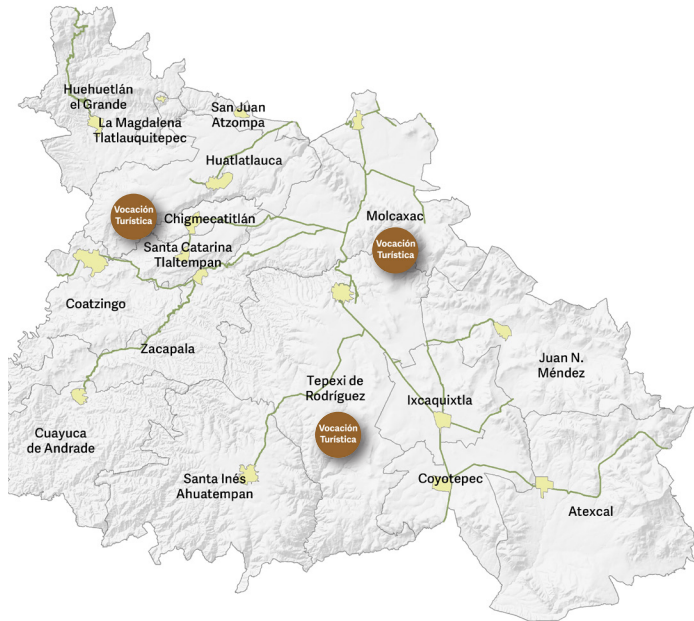 Huehuetlán
el Grande
La Magdalena
Tlatlauquitepec
San Juan
Atzompa
Huatlatlauca
Vocación
Turística
Chigmecatitlán
Molcaxac
Santa Catarina
Tlaltempan
Vocación
Turística
Coatzingo
Zacapala
Juan N.
Méndez
Tepexi de
Rodríguez
Ixcaquixtla
Vocación
Turística
Cuayuca
de Andrade
Santa Inés
Ahuatempan
Coyotepec
Atexcal